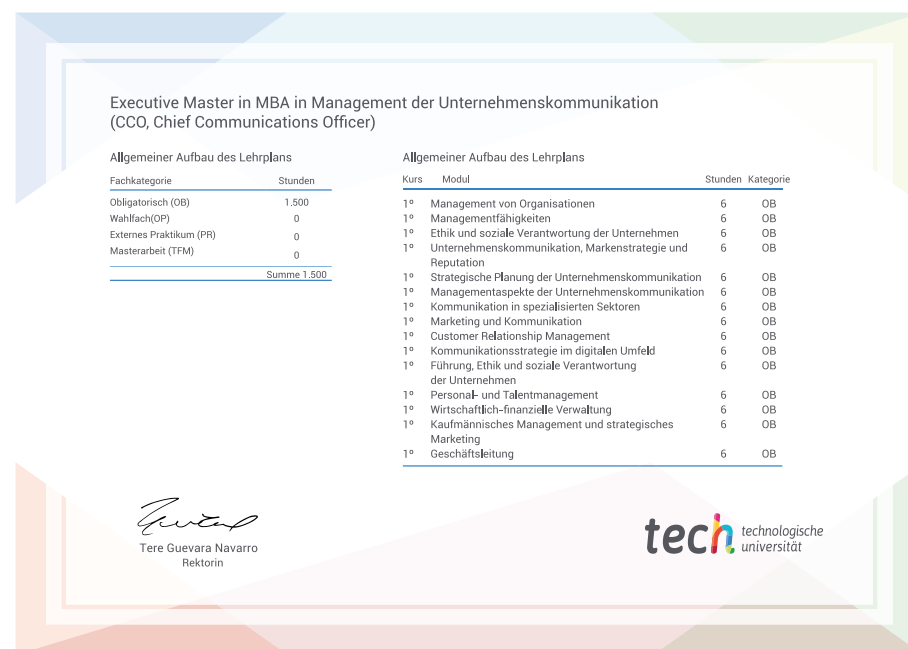 Executive Master in MBA in Management der Unternehmenskommunikation
(CCO, Chief Communications Officer)
Allgemeiner Aufbau des Lehrplans
Fachkategorie Stunden
Obligatorisch (OB) 1.500
Wahlfach(OP) 0
Externes Praktikum (PR) 0
Masterarbeit (TFM) 0
Summe 1.500
Allgemeiner Aufbau des Lehrplans
Kurs Modul Stunden Kategorie
1º Management von Organisationen 6 OB
1º Managementfähigkeiten 6 OB
1º Ethik und soziale Verantwortung der Unternehmen 6 OB
1º Unternehmenskommunikation, Markenstrategie und 6 OB
Reputation
1º Strategische Planung der Unternehmenskommunikation 6 OB
1º Managementaspekte der Unternehmenskommunikation 6 OB
1º Kommunikation in spezialisierten Sektoren 6 OB
1º Marketing und Kommunikation 6 OB
1º Customer Relationship Management 6 OB
1º Kommunikationsstrategie im digitalen Umfeld 6 OB
1º Führung, Ethik und soziale Verantwortung 6 OB
der Unternehmen
1º Personal- und Talentmanagement 6 OB
1º Wirtschaftlich-finanzielle Verwaltung 6 OB
1º Kaufmännisches Management und strategisches 6 OB
Marketing
1º Geschäftsleitung 6 OB
Tere Guevara Navarro
Rektorin
tech technologische
universität